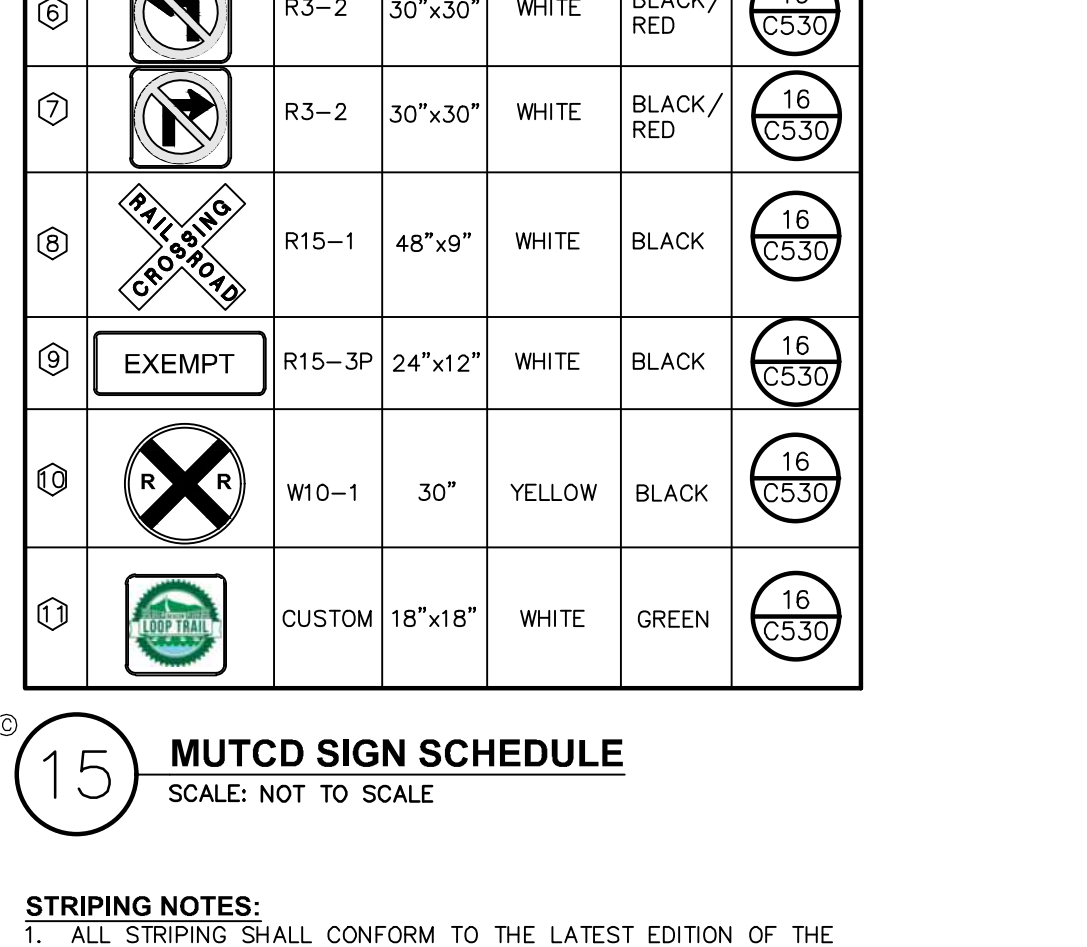 6 R3-2 30"x30" WHITE BLACK/ RED C530
7 R3-2 30"x30" WHITE BLACK/ RED 16 C530
8 RAILROAD CROSSING R15-1 48"x9" WHITE BLACK 16 C530
9 EXEMPT R15-3P 24"x12" WHITE BLACK 16 C530
10 R R W10-1 30" YELLOW BLACK 16 C530
11 LOOP TRAIL CUSTOM 18"x18" WHITE GREEN 16 C530
©
15 MUTCD SIGN SCHEDULE
SCALE: NOT TO SCALE
STRIPING NOTES:
1. ALL STRIPING SHALL CONFORM TO THE LATEST EDITION OF THE